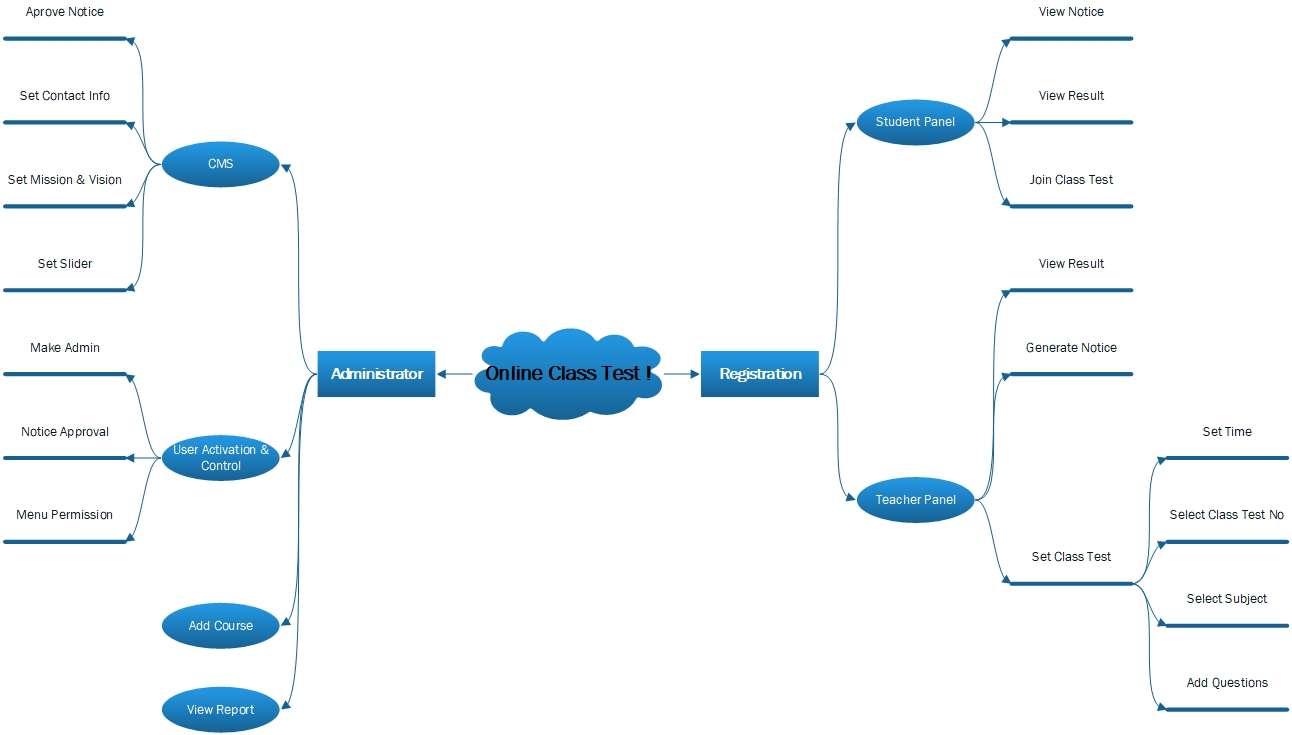 Aprove Notice
Set Contact Info
CMS
Set Mission & Vision
Set Slider
Make Admin
Notice Approval
User Activation &
Control
Menu Permission
Add Course
View Report
Administrator
Online Class Test !
Registration
Student Panel
View Notice
View Result
Join Class Test
Teacher Panel
View Result
Generate Notice
Set Class Test
Set Time
Select Class Test No
Select Subject
Add Questions